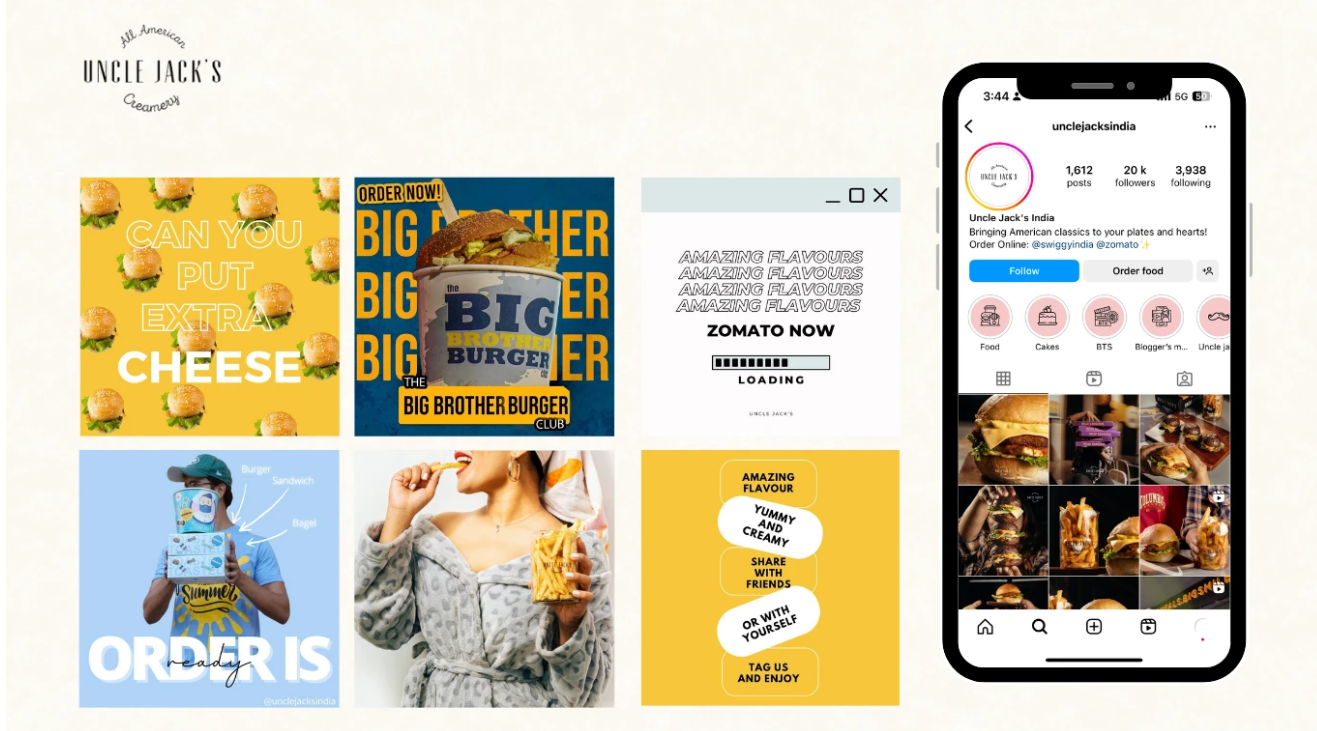 All American
UNCLE JACK'S
Creamery
CAN YOU
PUT
EXTRA
CHEESE
ORDER NOW!
BIG BROTHER
BIG ER
BIG ER
the
BIG
BROTHER
BURGER
THE
BIG BROTHER BURGER
CLUB
AMAZING FLAVOURS
AMAZING FLAVOURS
AMAZING FLAVOURS
AMAZING FLAVOURS
ZOMATO NOW
LOADING
UNCLE JACK'S
Burger
Sandwich
Bagel
Summer
ORDER IS
ready
@unclejacksindia
AMAZING
FLAVOUR
YUMMY
AND
CREAMY
SHARE
WITH
FRIENDS
OR WITH
YOURSELF
TAG US
AND ENJOY
3:44 5G 50
unclejacksindia
UNCLE JACK'S
1,612 20 k 3,938
posts followers following
Uncle Jack's India
Bringing American classics to your plates and hearts!
Order Online: @swiggyindia @zomato
Follow Order food
BTS
Food Cakes BTS Blogger's m... Uncle ja